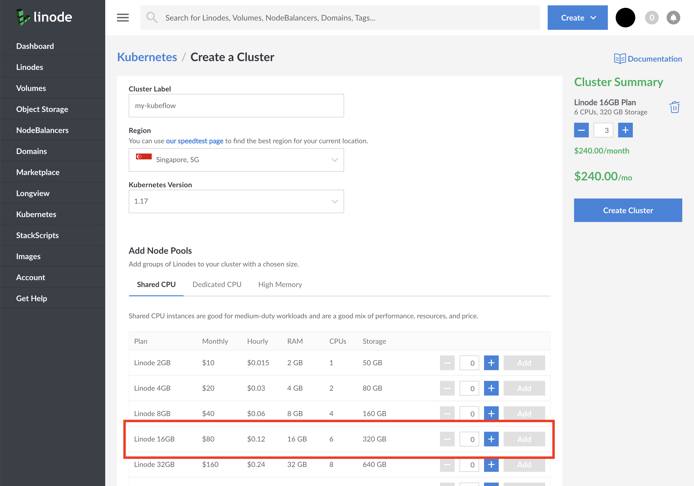 linode
Search for Linodes, Volumes, NodeBalancers, Domains, Tags...
Create
0
Dashboard
Linodes
Volumes
Object Storage
NodeBalancers
Domains
Marketplace
Longview
Kubernetes
StackScripts
Images
Account
Get Help
Kubernetes / Create a Cluster
Documentation
Cluster Label
my-kubeflow
Region
You can use our speedtest page to find the best region for your current location.
Singapore, SG
Kubernetes Version
1.17
Add Node Pools
Add groups of Linodes to your cluster with a chosen size.
Shared CPU Dedicated CPU High Memory
Shared CPU instances are good for medium-duty workloads and are a good mix of performance, resources, and price.
Plan Monthly Hourly RAM CPUs Storage
Linode 2GB $10 $0.015 2 GB 1 50 GB − 0 + Add
Linode 4GB $20 $0.03 4 GB 2 80 GB − 0 + Add
Linode 8GB $40 $0.06 8 GB 4 160 GB − 0 + Add
Linode 16GB $80 $0.12 16 GB 6 320 GB − 0 + Add
Linode 32GB $160 $0.24 32 GB 8 640 GB − 0 + Add
Cluster Summary
Linode 16GB Plan
6 CPUs, 320 GB Storage
− 3 +
$240.00/month
$240.00/mo
Create Cluster